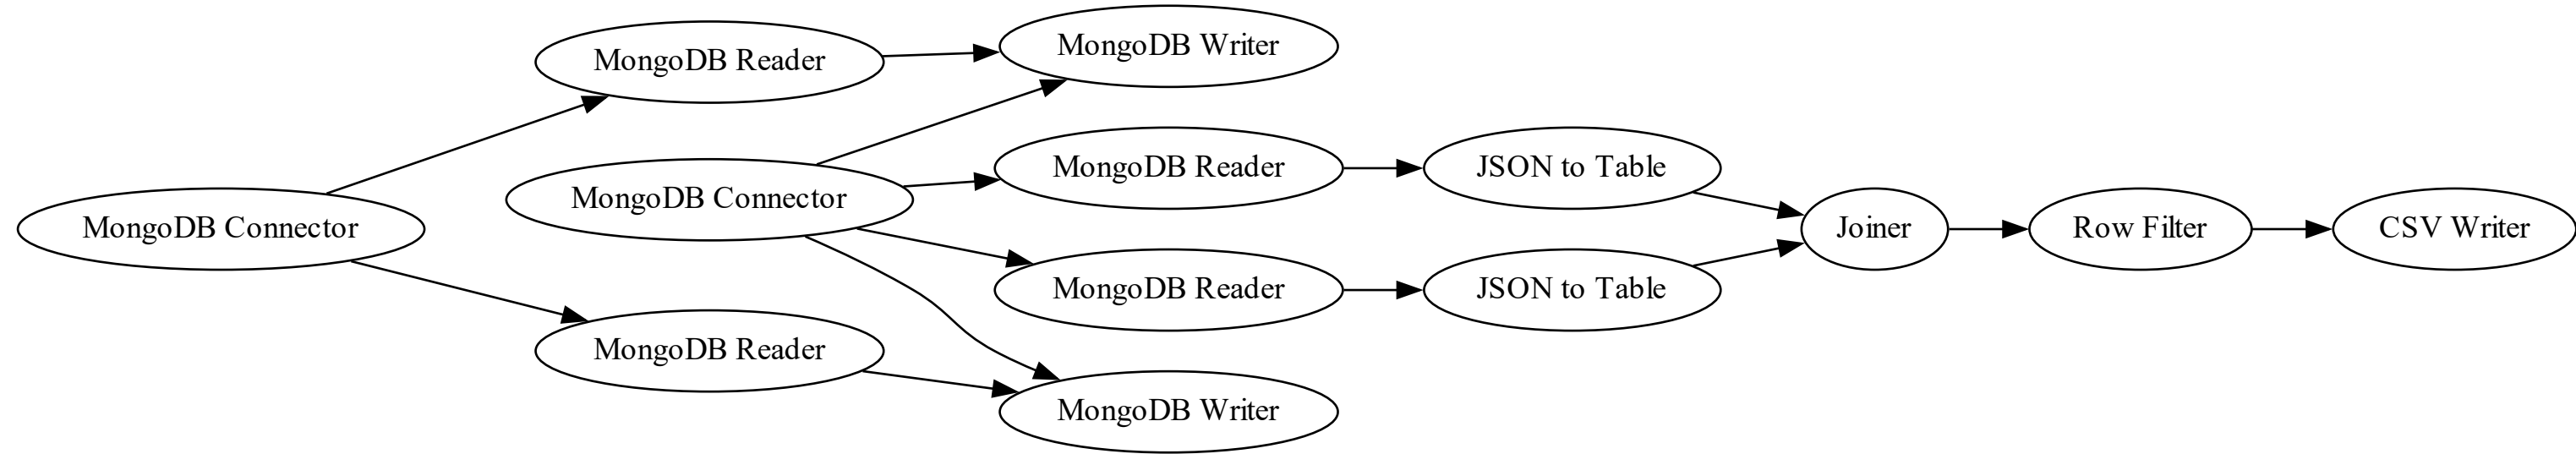 MongoDB Connector
MongoDB Reader
MongoDB Reader
MongoDB Connector
MongoDB Writer
MongoDB Reader
MongoDB Reader
MongoDB Writer
JSON to Table
JSON to Table
Joiner
Row Filter
CSV Writer